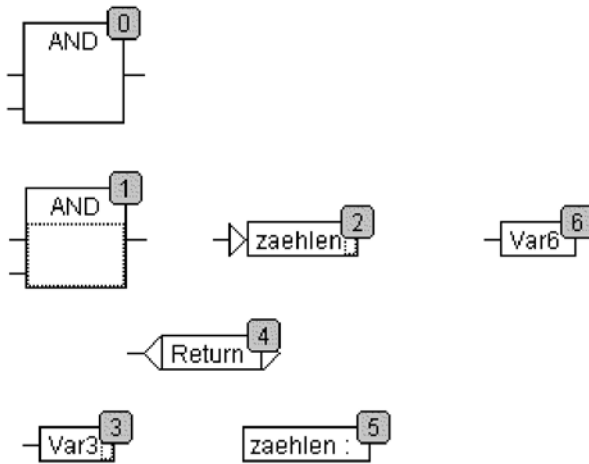 AND 0
AND 1
zaehlen 2
Var6 6
Return 4
Var3 3
zaehlen : 5